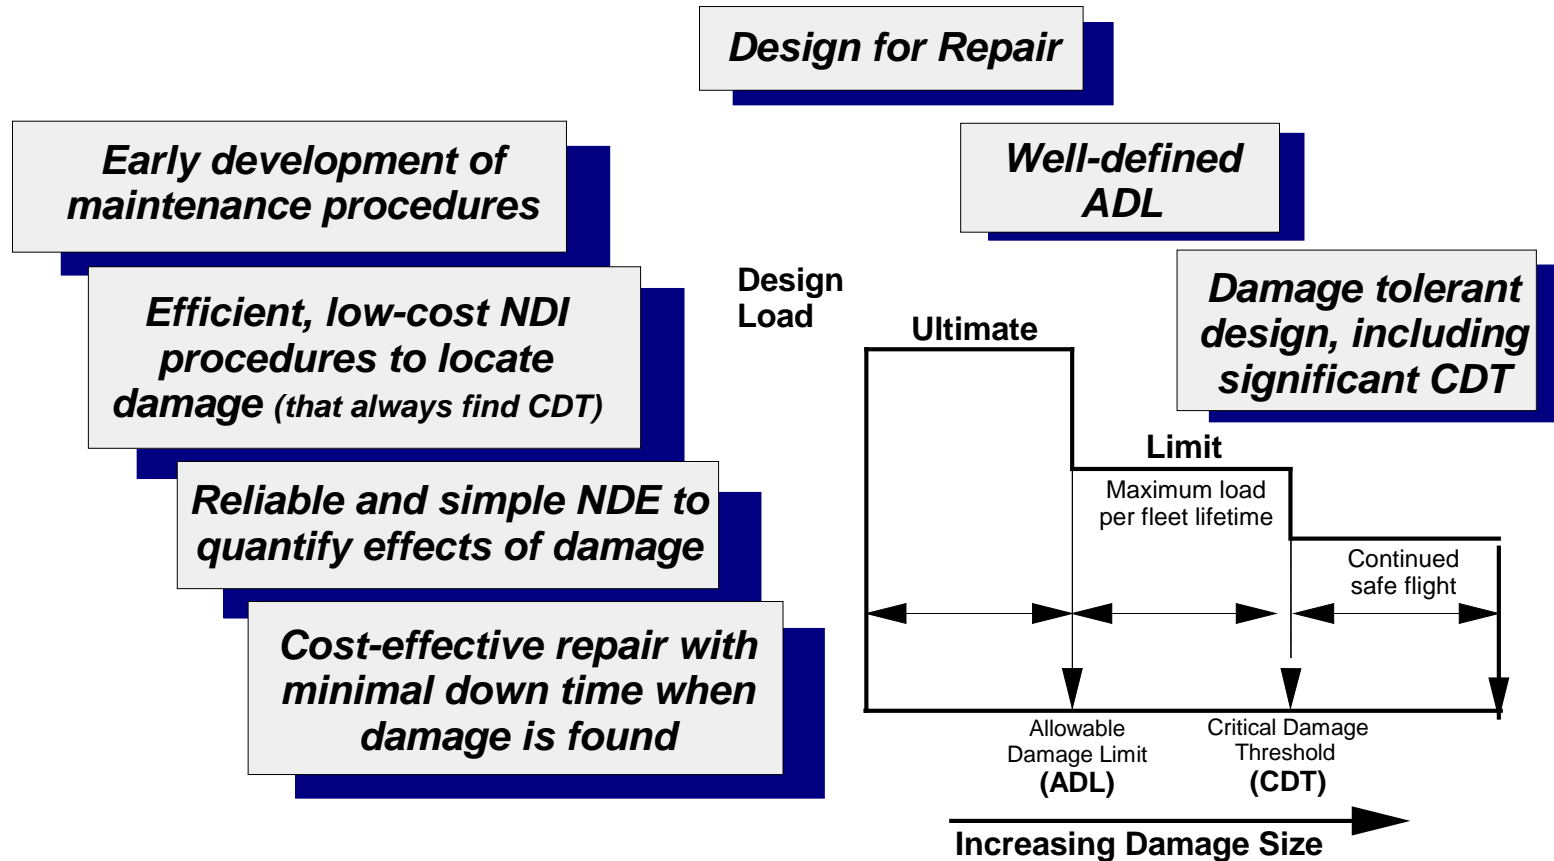 Design for Repair
Early development of
maintenance procedures
Well-defined
ADL
Efficient, low-cost NDI
procedures to locate
damage (that always find CDT)
Damage tolerant
design, including
significant CDT
Reliable and simple NDE to
quantify effects of damage
Cost-effective repair with
minimal down time when
damage is found
Design
Load
Ultimate
Limit
Maximum load
per fleet lifetime
Continued
safe flight
Allowable
Damage Limit
(ADL)
Critical Damage
Threshold
(CDT)
Increasing Damage Size